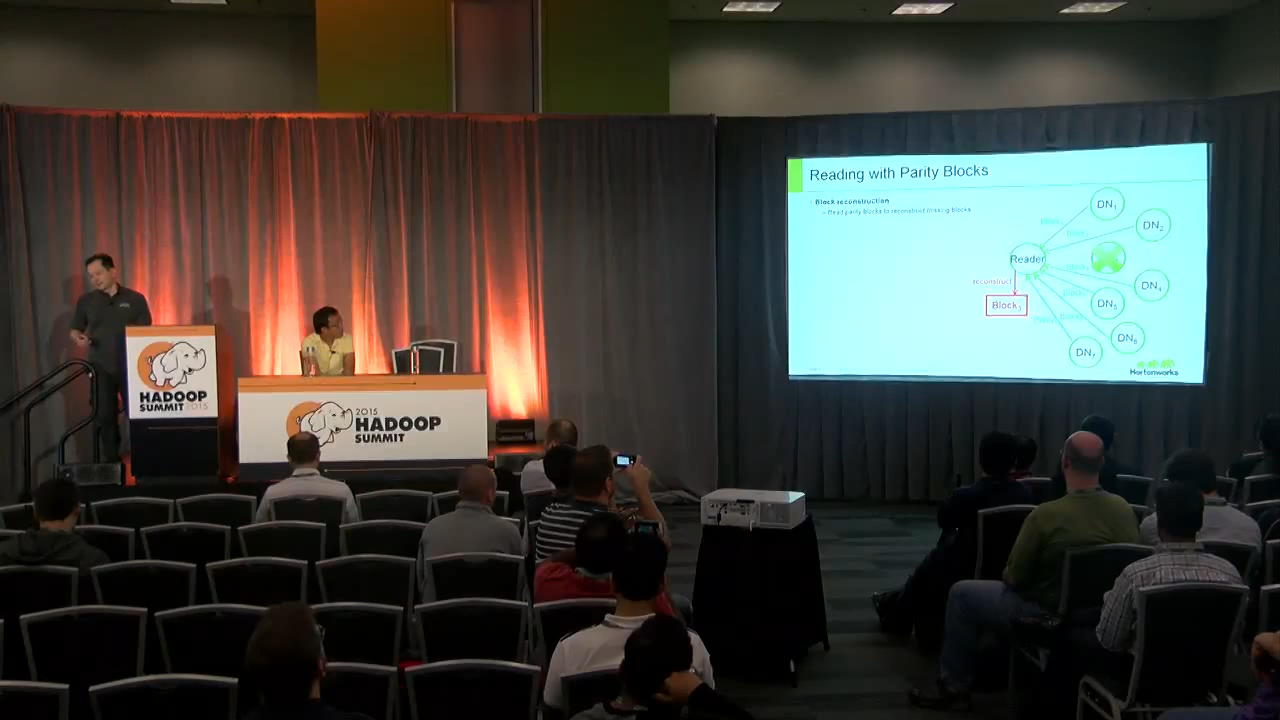 Reading with Parity Blocks
Block reconstruction
– Read parity blocks to reconstruct missing blocks
DN1
DN2
Reader
DN4
reconstruct
Block3
DN5
DN6
DN7
Hortonworks
HADOOP
SUMMIT 2015
2015
HADOOP
SUMMIT